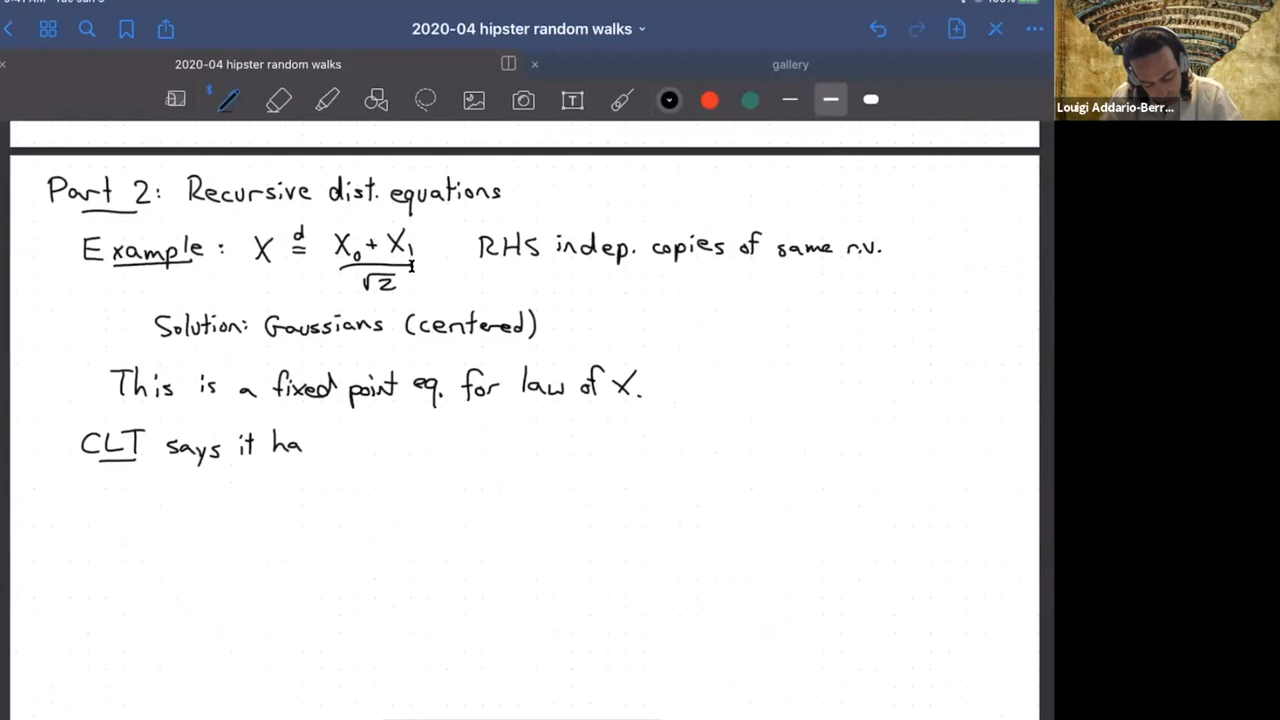 2020-04 hipster random walks
2020-04 hipster random walks
gallery
T
Louigi Addario-Berr...
Part 2: Recursive dist. equations
Example: X d= X₀ + X₁ / √2 RHS indep. copies of same r.v.
Solution: Gaussians (centered)
This is a fixed point eq. for law of X.
CLT says it ha